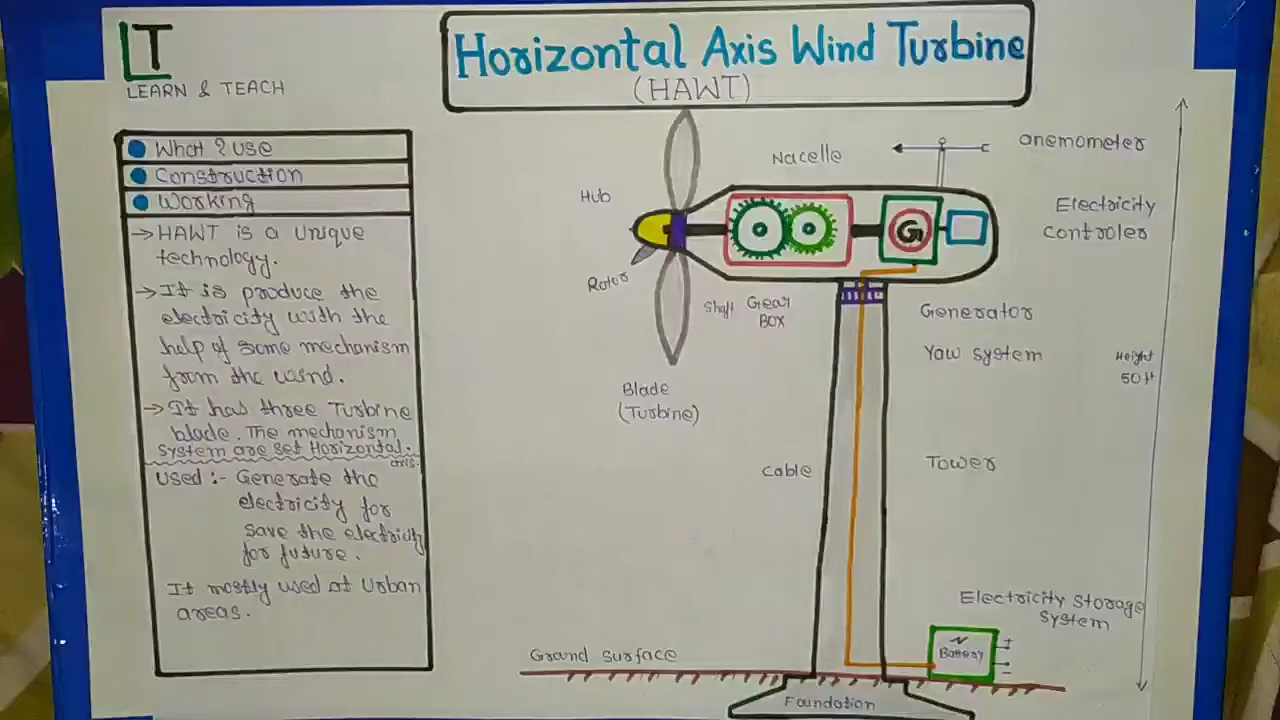 LT
LEARN & TEACH
Horizontal Axis Wind Turbine
(HAWT)
What ? use
Construction
Working
→ HAWT is a unique
technology.
→ It is produce the
electricity with the
help of some mechanism
from the wind.
→ It has three Turbine
blade. The mechanism
system are set Horizontal.
axis.
used :- Generate the
electricity for
save the electricity
for future.
It mostly used at Urban
areas.
Hub
Rotor
Nacelle
anemometer
Electricity
controler
G
Shaft
Gear
BOX
Generator
Yaw system
Height
50 ft
Blade
(Turbine)
Cable
Tower
Electricity Storage
System
Battery
+
-
Ground surface
Foundation